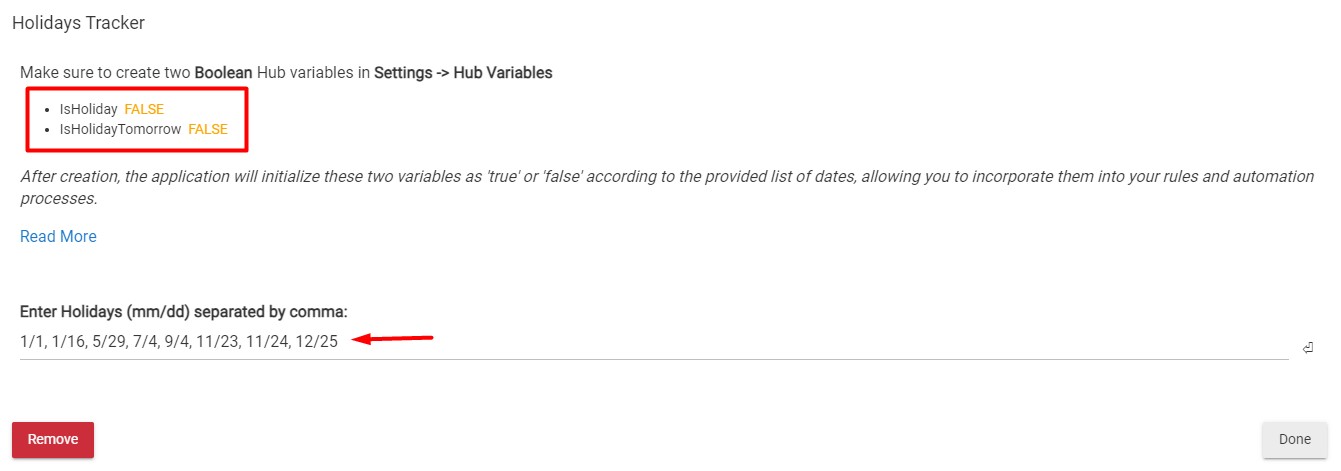 Holidays Tracker
Make sure to create two Boolean Hub variables in Settings -> Hub Variables
• IsHoliday FALSE
• IsHolidayTomorrow FALSE
After creation, the application will initialize these two variables as 'true' or 'false' according to the provided list of dates, allowing you to incorporate them into your rules and automation
processes.
Read More
Enter Holidays (mm/dd) separated by comma:
1/1, 1/16, 5/29, 7/4, 9/4, 11/23, 11/24, 12/25
Remove
Done